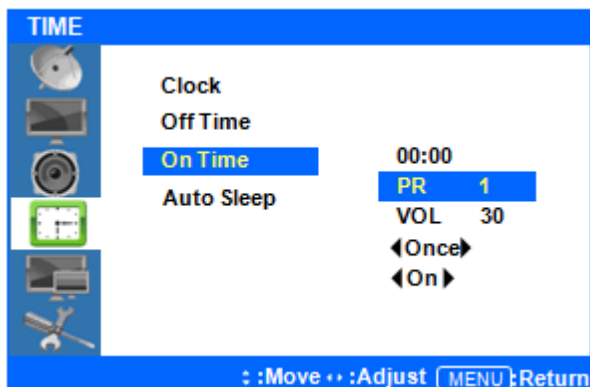 TIME
Clock
Off Time
On Time
00:00
PR 1
Auto Sleep
VOL 30
Once
On
:Move :Adjust MENU:Return